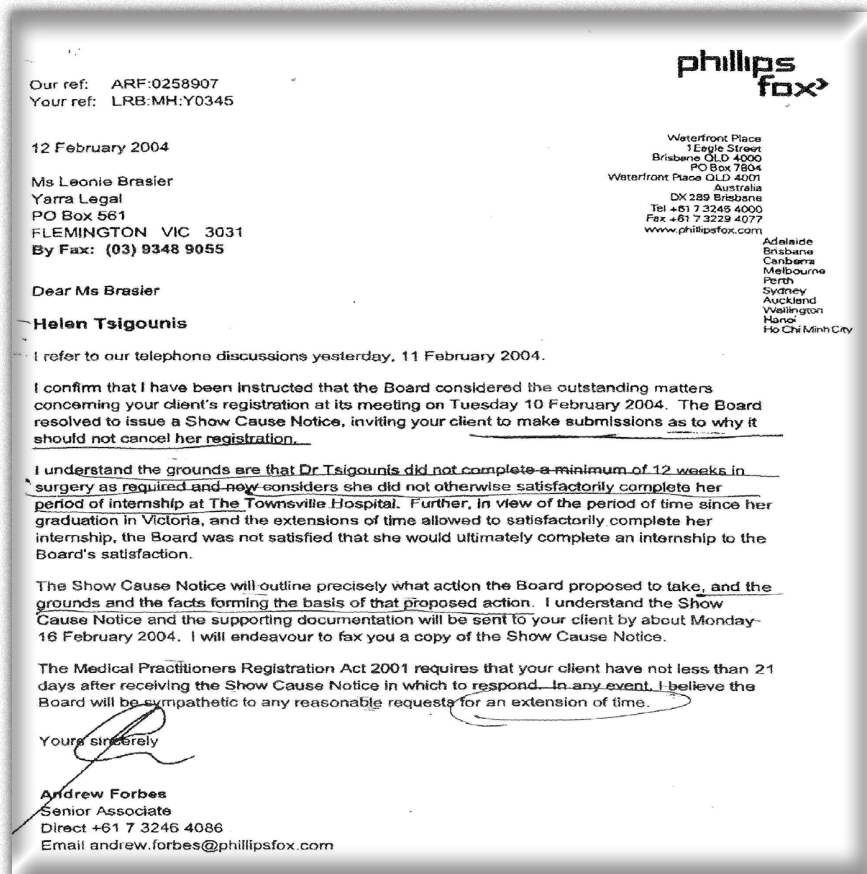 phillips
fox
Our ref: ARF:0258907
Your ref: LRB:MH:Y0345
12 February 2004
Ms Leonie Brasier
Yarra Legal
PO Box 561
FLEMINGTON VIC 3031
By Fax: (03) 9348 9055
Waterfront Place
1 Eagle Street
Brisbane QLD 4000
PO Box 7804
Waterfront Place QLD 4001
Australia
DX 289 Brisbane
Tel +61 7 3246 4000
Fax +61 7 3229 4077
www.phillipsfox.com
Adelaide
Brisbane
Canberra
Melbourne
Perth
Sydney
Auckland
Wellington
Hanoi
Ho Chi Minh City
Dear Ms Brasier
Helen Tsigounis
I refer to our telephone discussions yesterday, 11 February 2004.
I confirm that I have been instructed that the Board considered the outstanding matters
concerning your client's registration at its meeting on Tuesday 10 February 2004. The Board
resolved to issue a Show Cause Notice, inviting your client to make submissions as to why it
should not cancel her registration.
I understand the grounds are that Dr Tsigounis did not complete a minimum of 12 weeks in
surgery as required and now considers she did not otherwise satisfactorily complete her
period of internship at The Townsville Hospital. Further, in view of the period of time since her
graduation in Victoria, and the extensions of time allowed to satisfactorily complete her
internship, the Board was not satisfied that she would ultimately complete an internship to the
Board's satisfaction.
The Show Cause Notice will outline precisely what action the Board proposed to take, and the
grounds and the facts forming the basis of that proposed action. I understand the Show
Cause Notice and the supporting documentation will be sent to your client by about Monday
16 February 2004. I will endeavour to fax you a copy of the Show Cause Notice.
The Medical Practitioners Registration Act 2001 requires that your client have not less than 21
days after receiving the Show Cause Notice in which to respond. In any event, I believe the
Board will be sympathetic to any reasonable requests for an extension of time.
Yours sincerely
Andrew Forbes
Senior Associate
Direct +61 7 3246 4086
Email andrew.forbes@phillipsfox.com